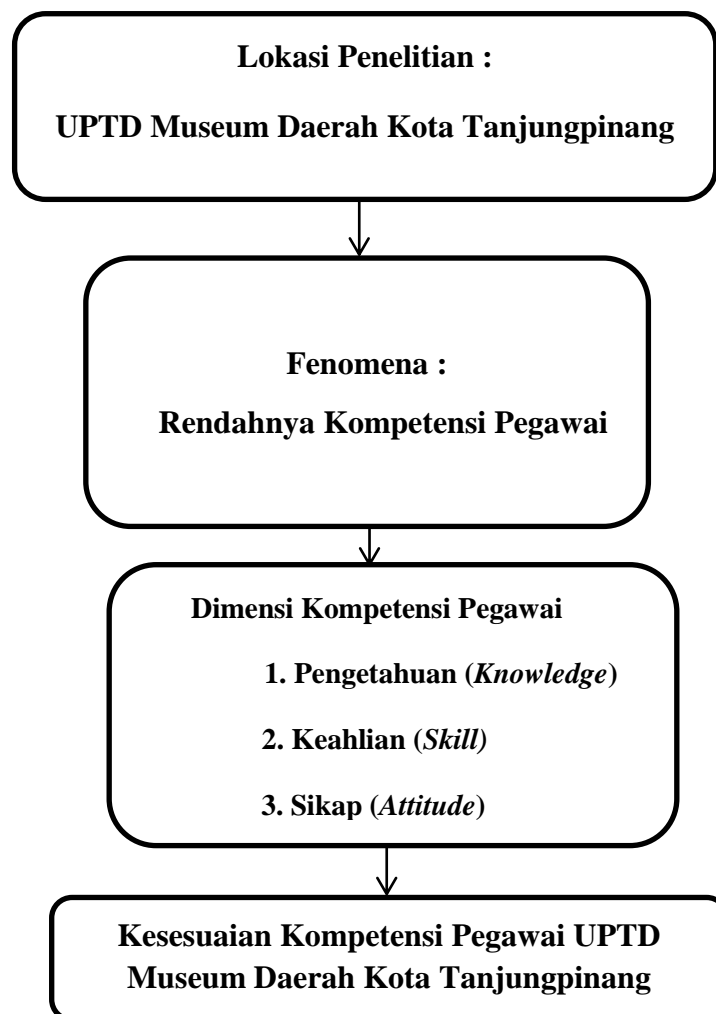 Lokasi Penelitian :
UPTD Museum Daerah Kota Tanjungpinang
Fenomena :
Rendahnya Kompetensi Pegawai
Dimensi Kompetensi Pegawai
1. Pengetahuan (Knowledge)
2. Keahlian (Skill)
3. Sikap (Attitude)
Kesesuaian Kompetensi Pegawai UPTD
Museum Daerah Kota Tanjungpinang